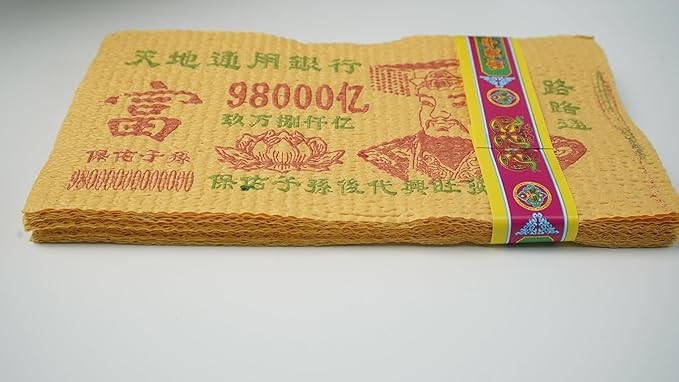 天地通用銀行
富
98000亿
玖万捌仟亿
路路通
保佑子孫
9800000000000
保佑子孫後代興旺發